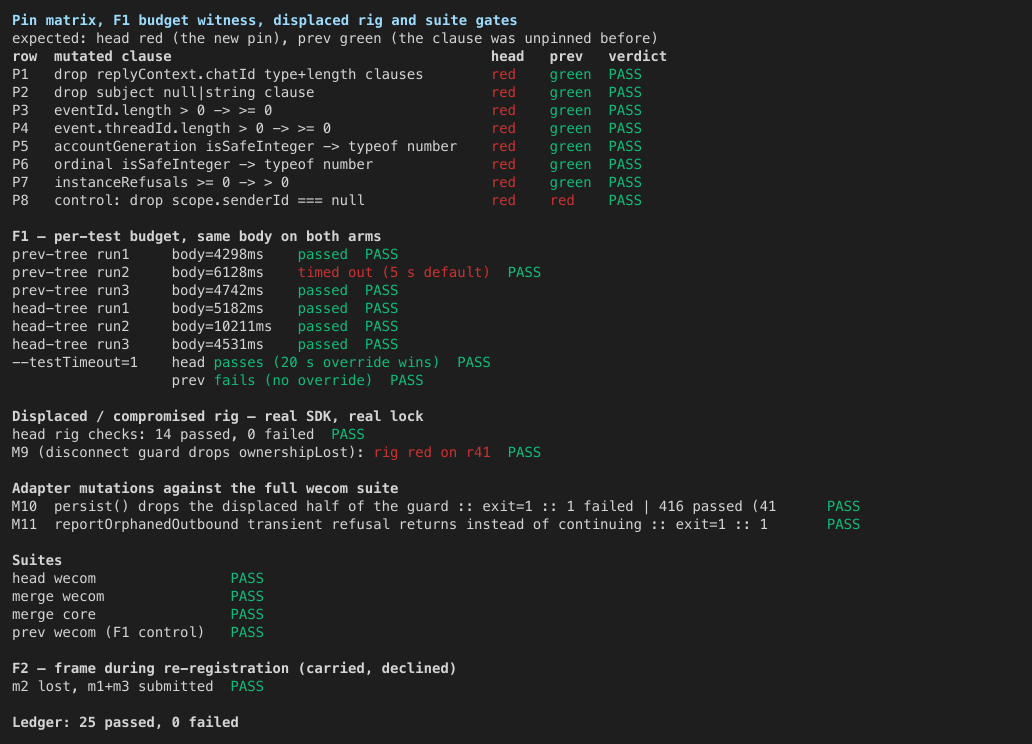 Pin matrix, F1 budget witness, displaced rig and suite gates
expected: head red (the new pin), prev green (the clause was unpinned before)
row mutated clause head prev verdict
P1 drop replyContext.chatId type+length clauses red green PASS
P2 drop subject null|string clause red green PASS
P3 eventId.length > 0 -> >= 0 red green PASS
P4 event.threadId.length > 0 -> >= 0 red green PASS
P5 accountGeneration isSafeInteger -> typeof number red green PASS
P6 ordinal isSafeInteger -> typeof number red green PASS
P7 instanceRefusals >= 0 -> > 0 red green PASS
P8 control: drop scope.senderId === null red red PASS
F1 — per-test budget, same body on both arms
prev-tree run1 body=4298ms passed PASS
prev-tree run2 body=6128ms timed out (5 s default) PASS
prev-tree run3 body=4742ms passed PASS
head-tree run1 body=5182ms passed PASS
head-tree run2 body=10211ms passed PASS
head-tree run3 body=4531ms passed PASS
--testTimeout=1 head passes (20 s override wins) PASS
prev fails (no override) PASS
Displaced / compromised rig — real SDK, real lock
head rig checks: 14 passed, 0 failed PASS
M9 (disconnect guard drops ownershipLost): rig red on r41 PASS
Adapter mutations against the full wecom suite
M10 persist() drops the displaced half of the guard :: exit=1 :: 1 failed | 416 passed (41 PASS
M11 reportOrphanedOutbound transient refusal returns instead of continuing :: exit=1 :: 1 PASS
Suites
head wecom PASS
merge wecom PASS
merge core PASS
prev wecom (F1 control) PASS
F2 — frame during re-registration (carried, declined)
m2 lost, m1+m3 submitted PASS
Ledger: 25 passed, 0 failed